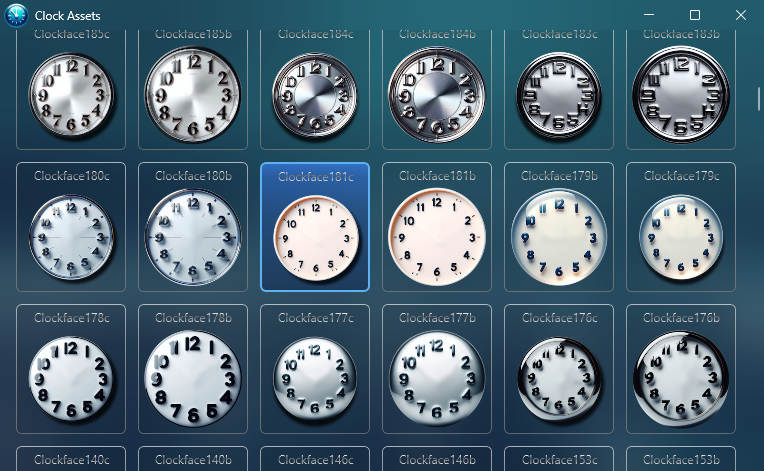 Clock Assets
Clockface185c Clockface185b Clockface184c Clockface184b Clockface183c Clockface183b
Clockface180c Clockface180b Clockface181c Clockface181b Clockface179b Clockface179c
Clockface178c Clockface178b Clockface177c Clockface177b Clockface176c Clockface176b
Clockface140c Clockface140b Clockface146c Clockface146b Clockface153c Clockface153b